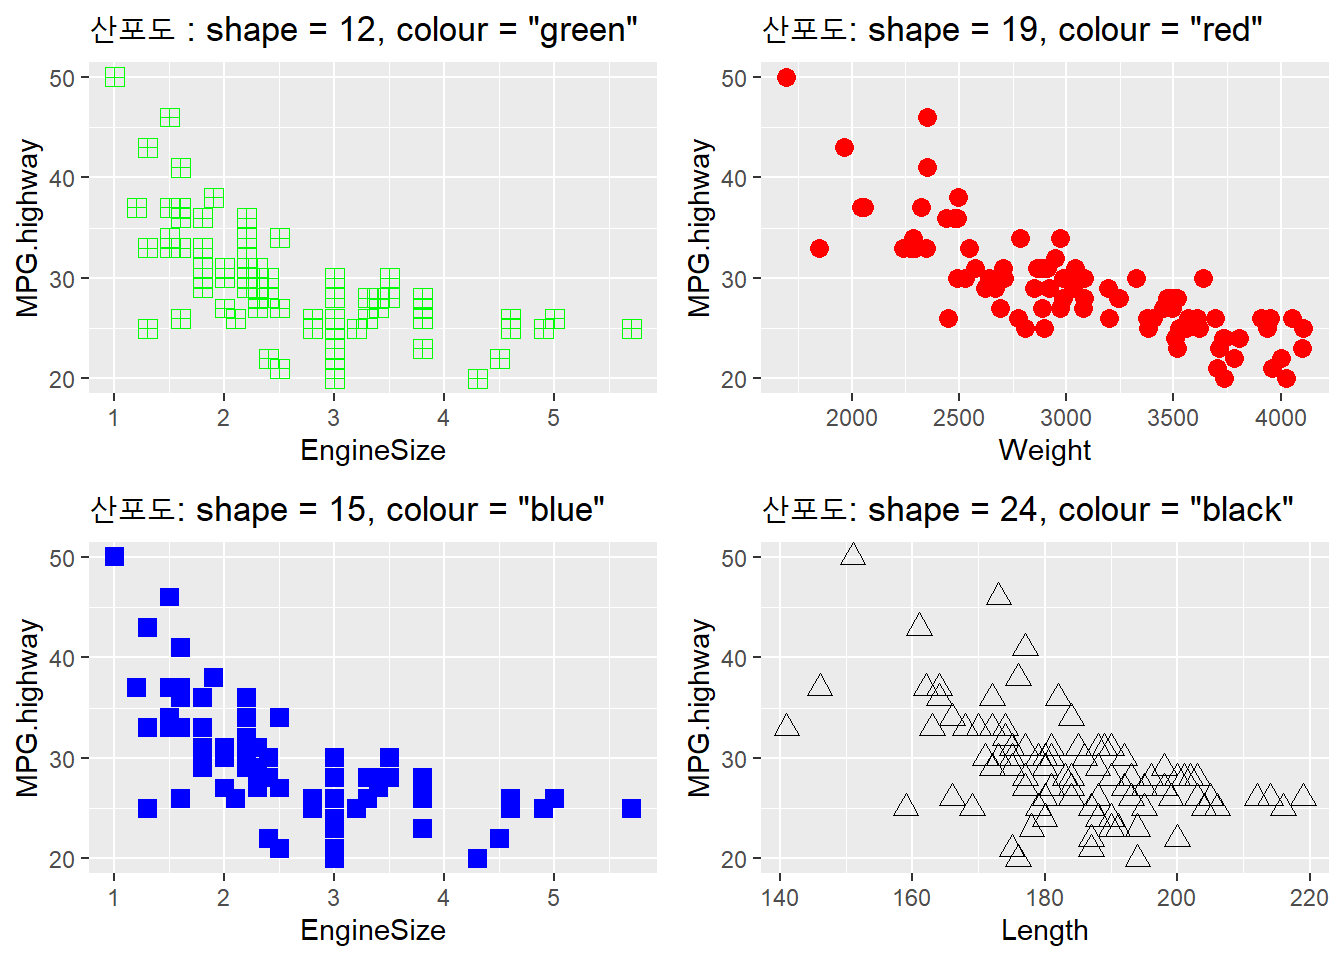 산포도 : shape = 12, colour = "green"
MPG.highway
50
40
30
20
1 2 3 4 5
EngineSize
산포도: shape = 19, colour = "red"
MPG.highway
50
40
30
20
2000 2500 3000 3500 4000
Weight
산포도: shape = 15, colour = "blue"
MPG.highway
50
40
30
20
1 2 3 4 5
EngineSize
산포도: shape = 24, colour = "black"
MPG.highway
50
40
30
20
140 160 180 200 220
Length